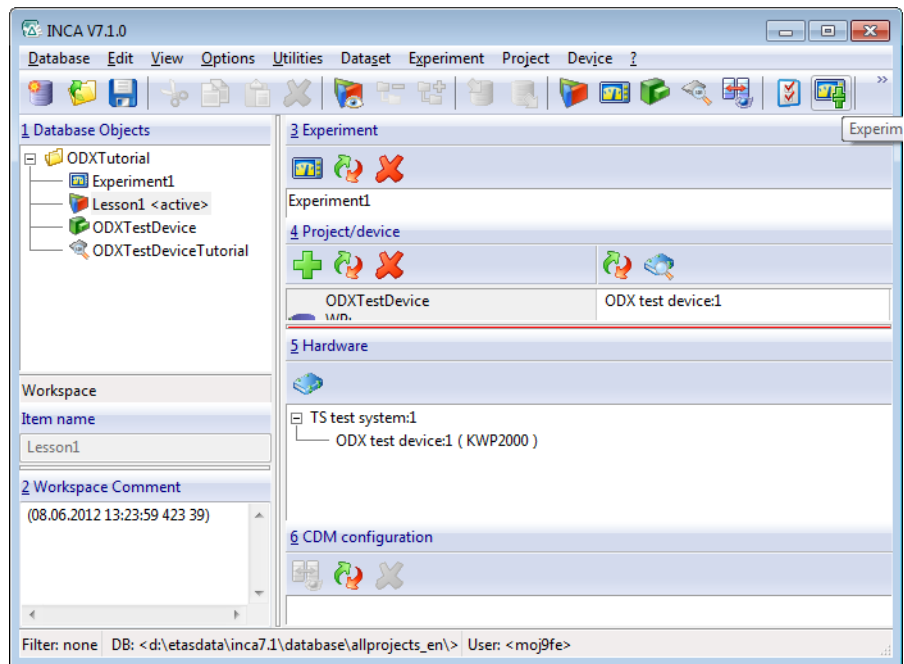 INCA V7.1.0
Database Edit View Options Utilities Dataset Experiment Project Device ?
1 Database Objects
ODXTutorial
Experiment1
Lesson1 <active>
ODXTestDevice
ODXTestDeviceTutorial
Workspace
Item name
Lesson1
2 Workspace Comment
(08.06.2012 13:23:59 423 39)
3 Experiment
Experim
Experiment1
4 Project/device
ODXTestDevice
ODX test device:1
WP:
5 Hardware
TS test system:1
ODX test device:1 ( KWP2000 )
6 CDM configuration
Filter: none DB: <d:\etasdata\inca7.1\database\allprojects_en\> User: <moj9fe>